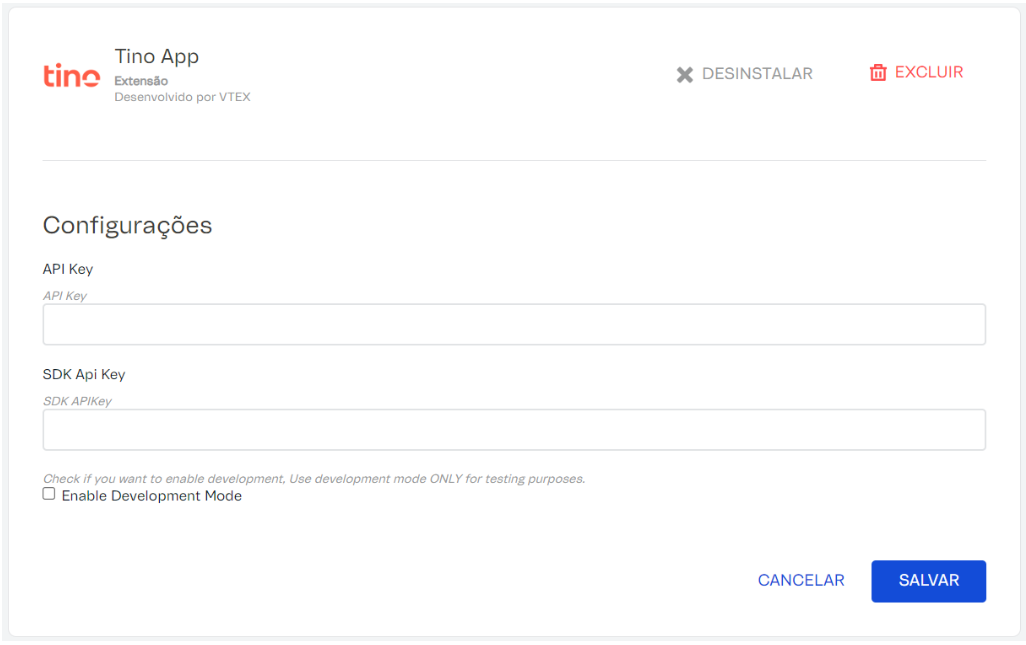 tino
Tino App
Extensão
Desenvolvido por VTEX
DESINSTALAR
EXCLUIR
Configurações
API Key
API Key
SDK Api Key
SDK APIKey
Check if you want to enable development, Use development mode ONLY for testing purposes.
Enable Development Mode
CANCELAR
SALVAR